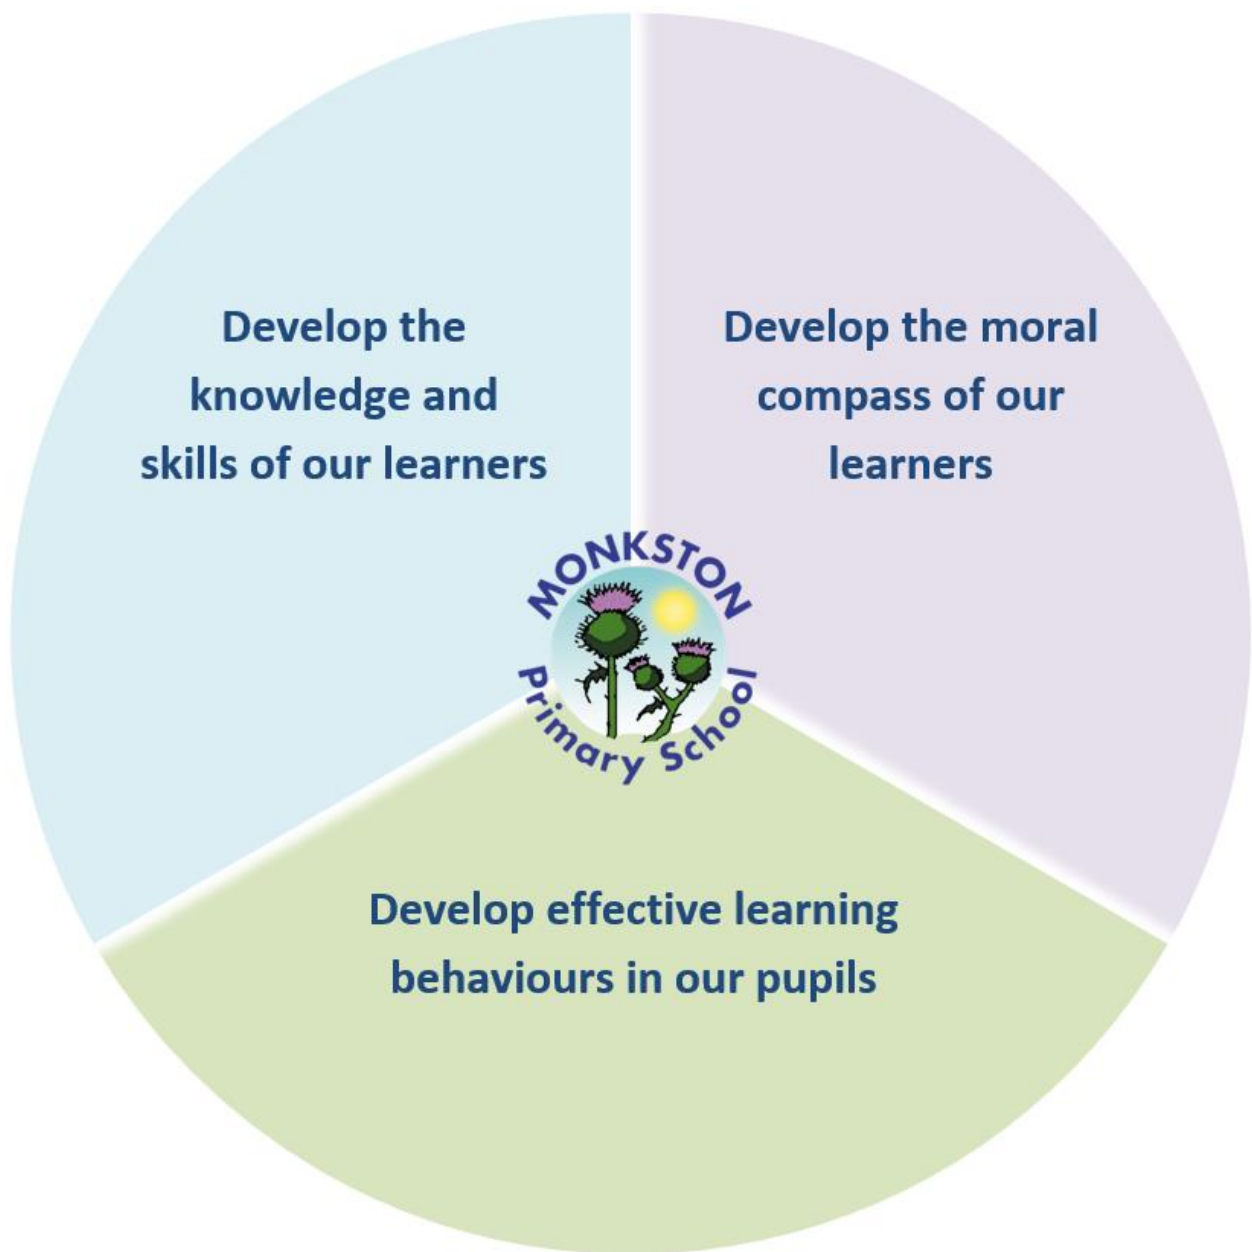 Develop the
knowledge and
skills of our learners
Develop the moral
compass of our
learners
MONKSTON
Primary School
Develop effective learning
behaviours in our pupils